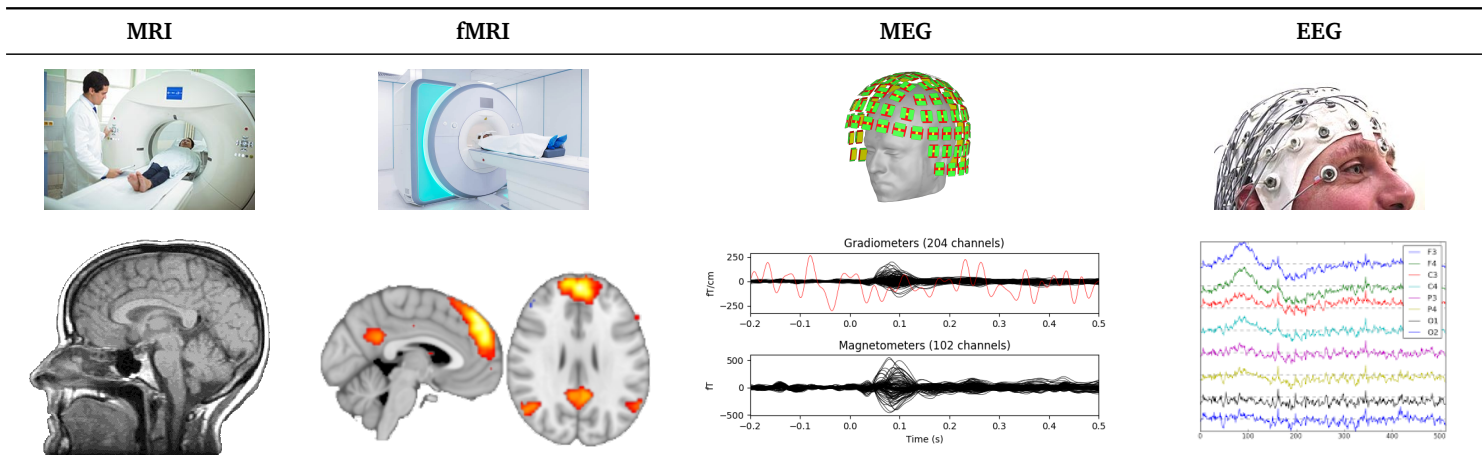 MRI fMRI MEG EEG
Gradiometers (204 channels)
fT/cm
250
0
−250
−0.2 −0.1 0.0 0.1 0.2 0.3 0.4 0.5
Magnetometers (102 channels)
fT
500
0
−500
−0.2 −0.1 0.0 0.1 0.2 0.3 0.4 0.5
Time (s)
F3
F4
C3
C4
P3
P4
O1
O2
0 100 200 300 400 500